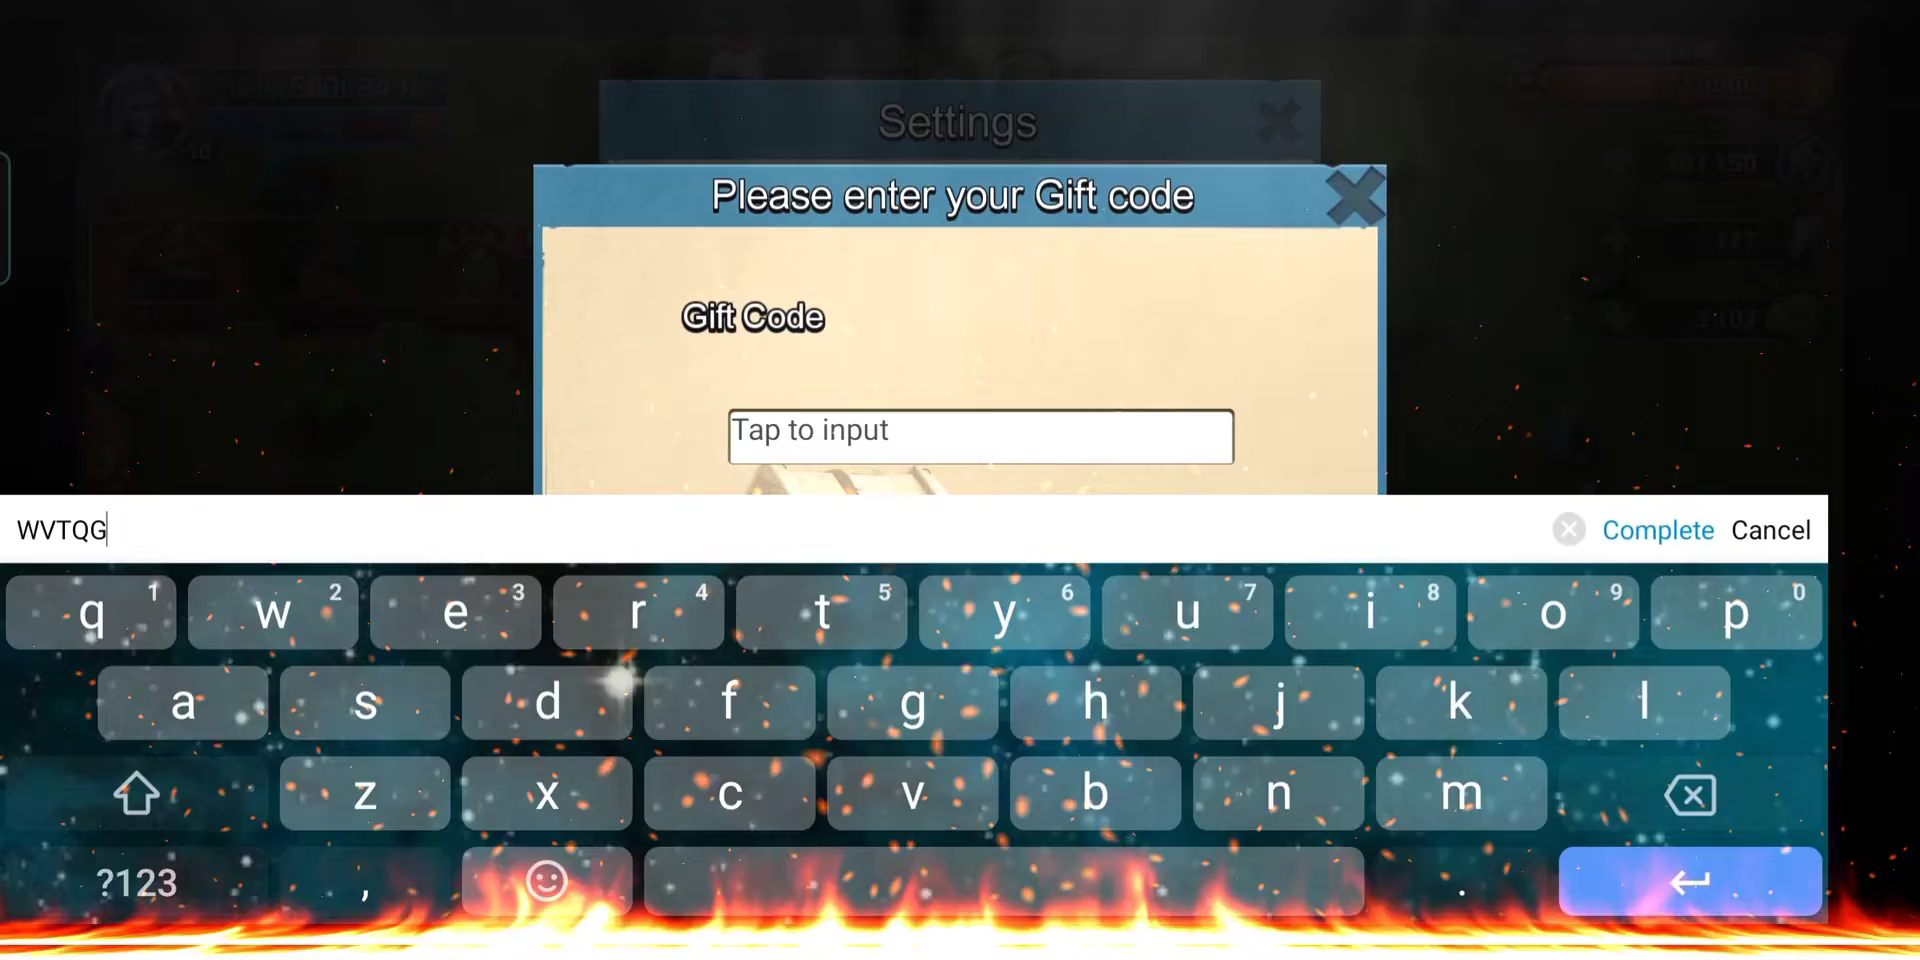 Settings
Please enter your Gift code
Gift Code
Tap to input
WVTQG
Complete Cancel
q 1 w 2 e 3 r 4 t 5 y 6 u 7 i 8 o 9 p 0
a s d f g h j k l
z x c v b n m
?123 , .